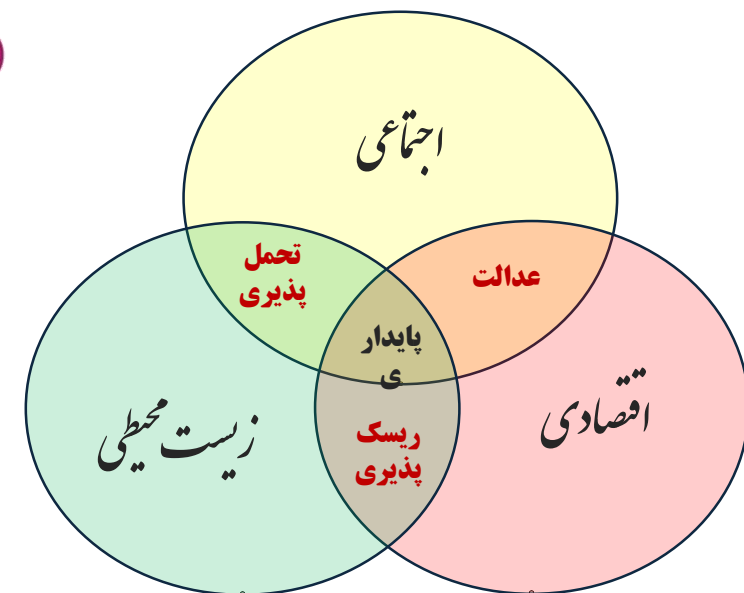 اجتماعی
تحمل
پذیری
عدالت
پایدار
ی
ریسک
پذیری
زیست محیطی
اقتصادی